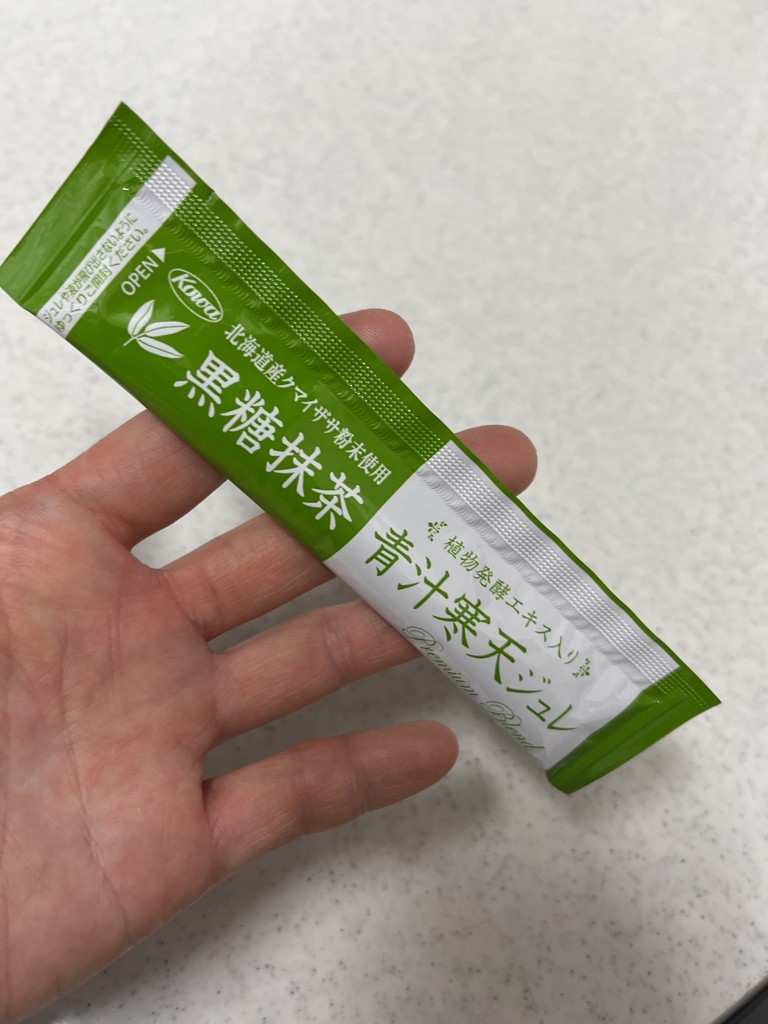 ジュレや液が飛び出さないように
ゆっくりご開封ください。
OPEN
Kowa
北海道産クマイザサ粉末使用
黒糖抹茶
植物発酵エキス入り
青汁寒天ジュレ
Premium Blend